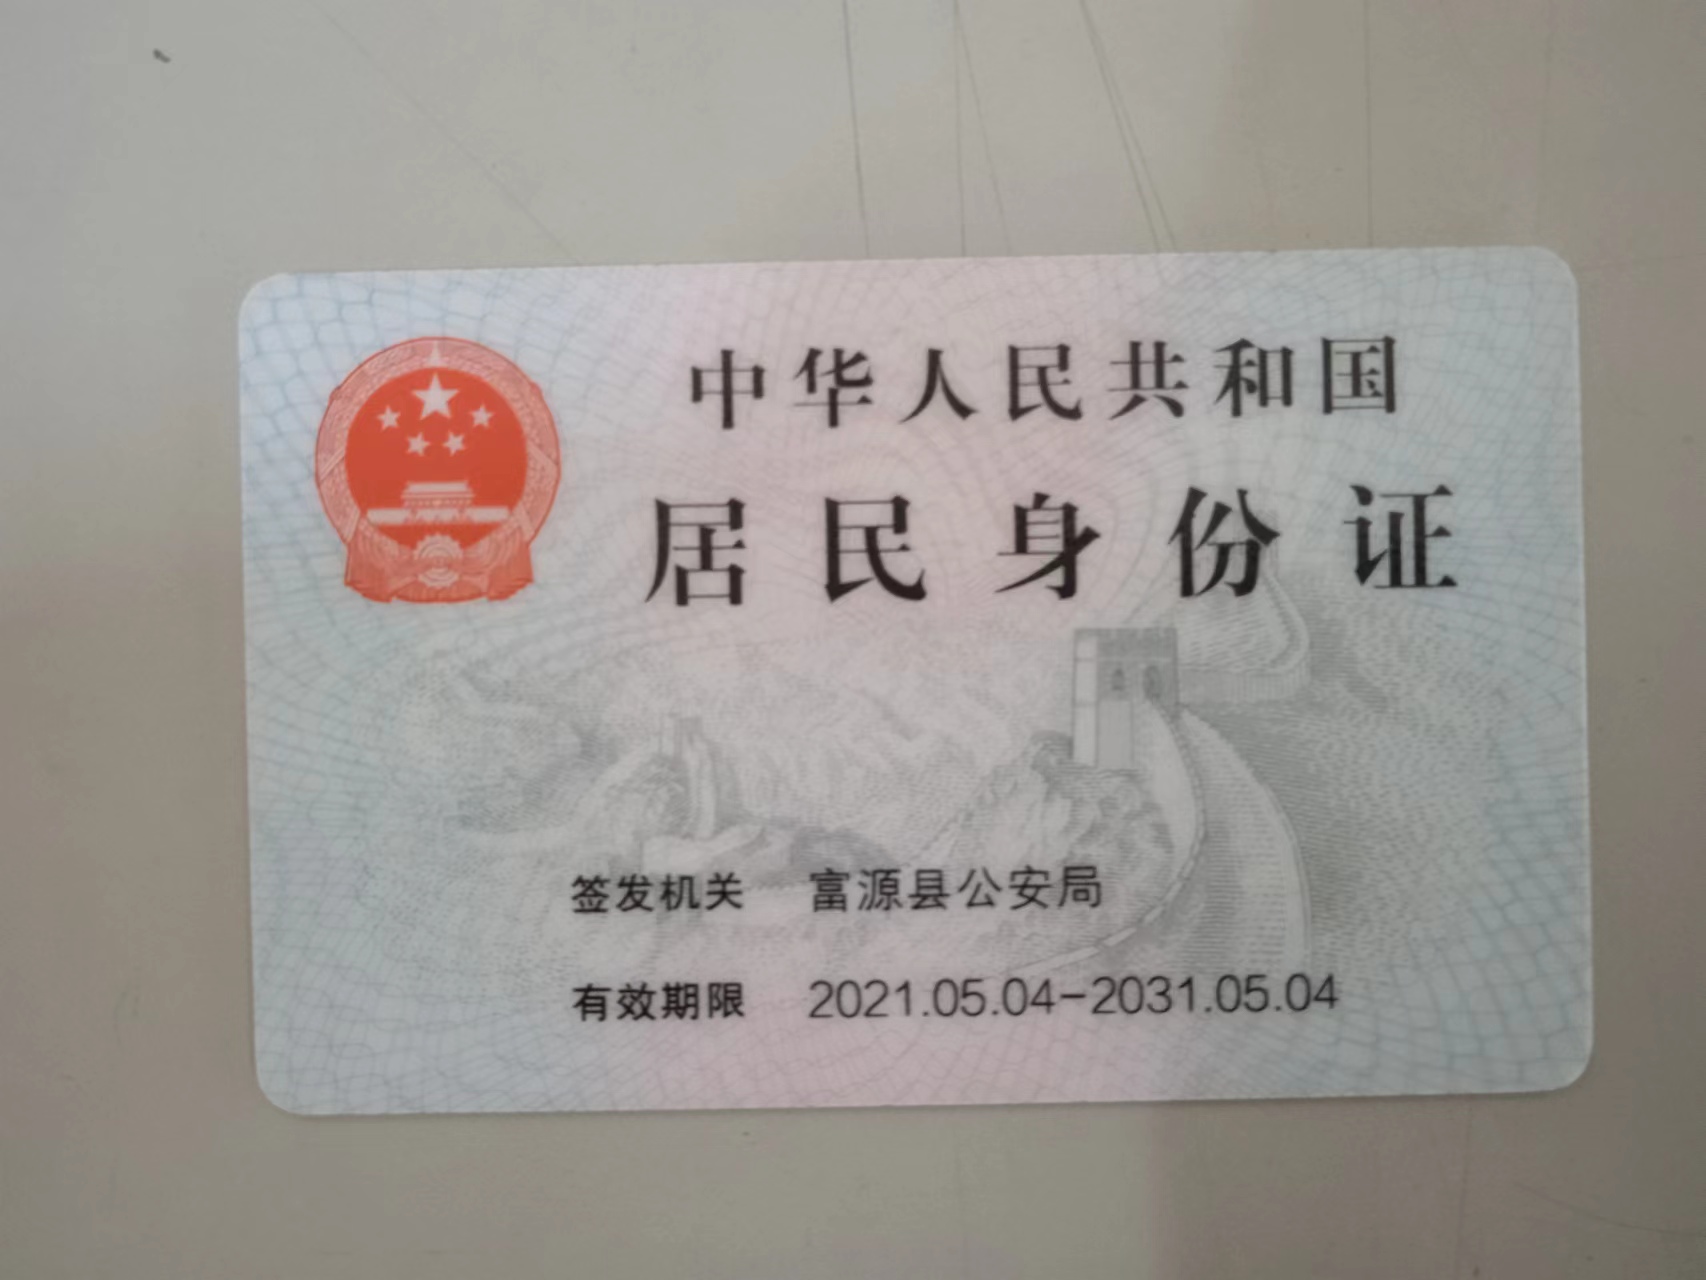 中华人民共和国
居民身份证
签发机关 富源县公安局
有效期限 2021.05.04-2031.05.04